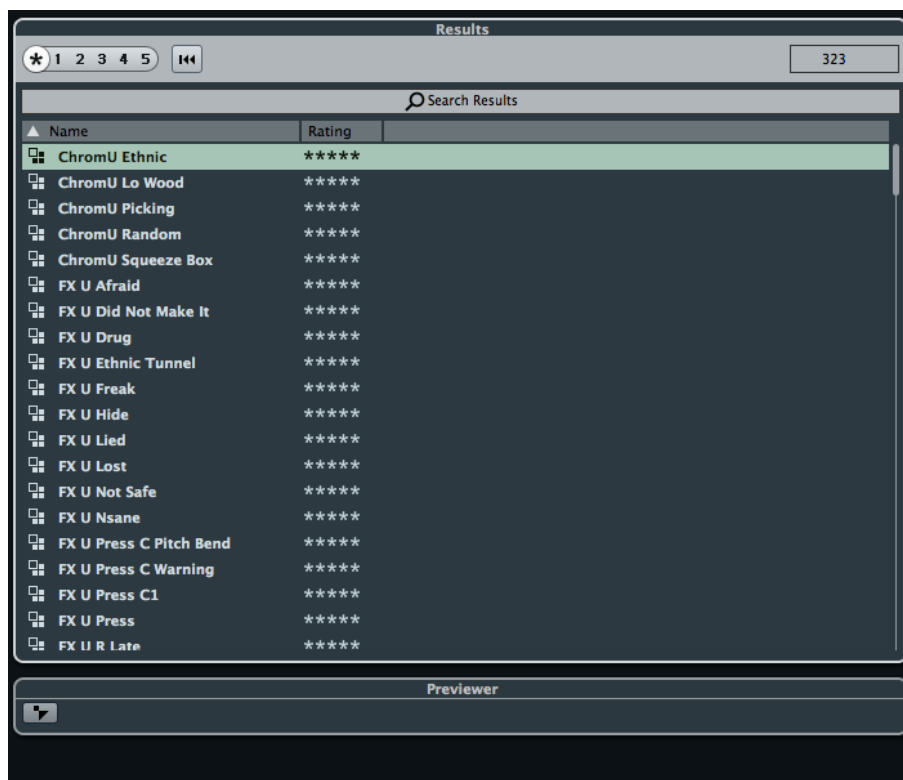 Results
* 1 2 3 4 5 323
Search Results
Name Rating
ChromU Ethnic *****
ChromU Lo Wood *****
ChromU Picking *****
ChromU Random *****
ChromU Squeeze Box *****
FX U Afraid *****
FX U Did Not Make It *****
FX U Drug *****
FX U Ethnic Tunnel *****
FX U Freak *****
FX U Hide *****
FX U Lied *****
FX U Lost *****
FX U Not Safe *****
FX U Nsane *****
FX U Press C Pitch Bend *****
FX U Press C Warning *****
FX U Press C1 *****
FX U Press *****
FX U R Late *****
Previewer